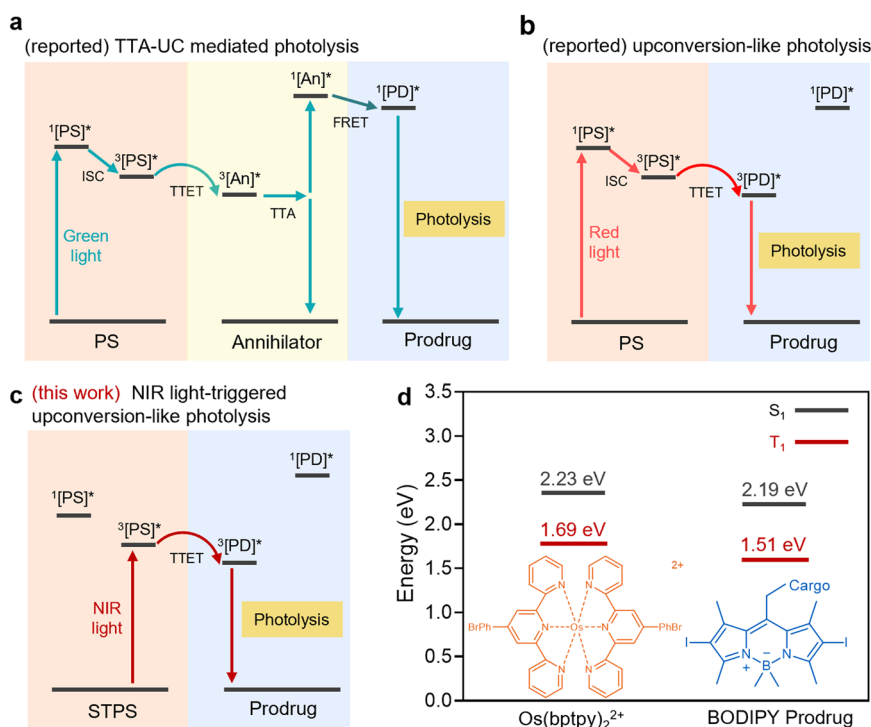 a
(reported) TTA-UC mediated photolysis
¹[An]*
¹[PD]*
FRET
¹[PS]*
³[PS]*
ISC
TTET
³[An]*
TTA
Green
light
Photolysis
PS
Annihilator
Prodrug
b
(reported) upconversion-like photolysis
¹[PD]*
¹[PS]*
³[PS]*
ISC
TTET
³[PD]*
Red
light
Photolysis
PS
Prodrug
c (this work) NIR light-triggered
upconversion-like photolysis
¹[PD]*
¹[PS]*
³[PS]*
TTET
³[PD]*
NIR
light
Photolysis
STPS
Prodrug
d
Energy (eV)
3.5
3.0
2.5
2.0
1.5
1.0
0.5
0.0
S₁
T₁
2.23 eV
2.19 eV
1.69 eV
1.51 eV
2+
N N
BrPh N Os N PhBr
N N
Cargo
I I
N N
+ −
B
Os(bptpy)₂²⁺
BODIPY Prodrug